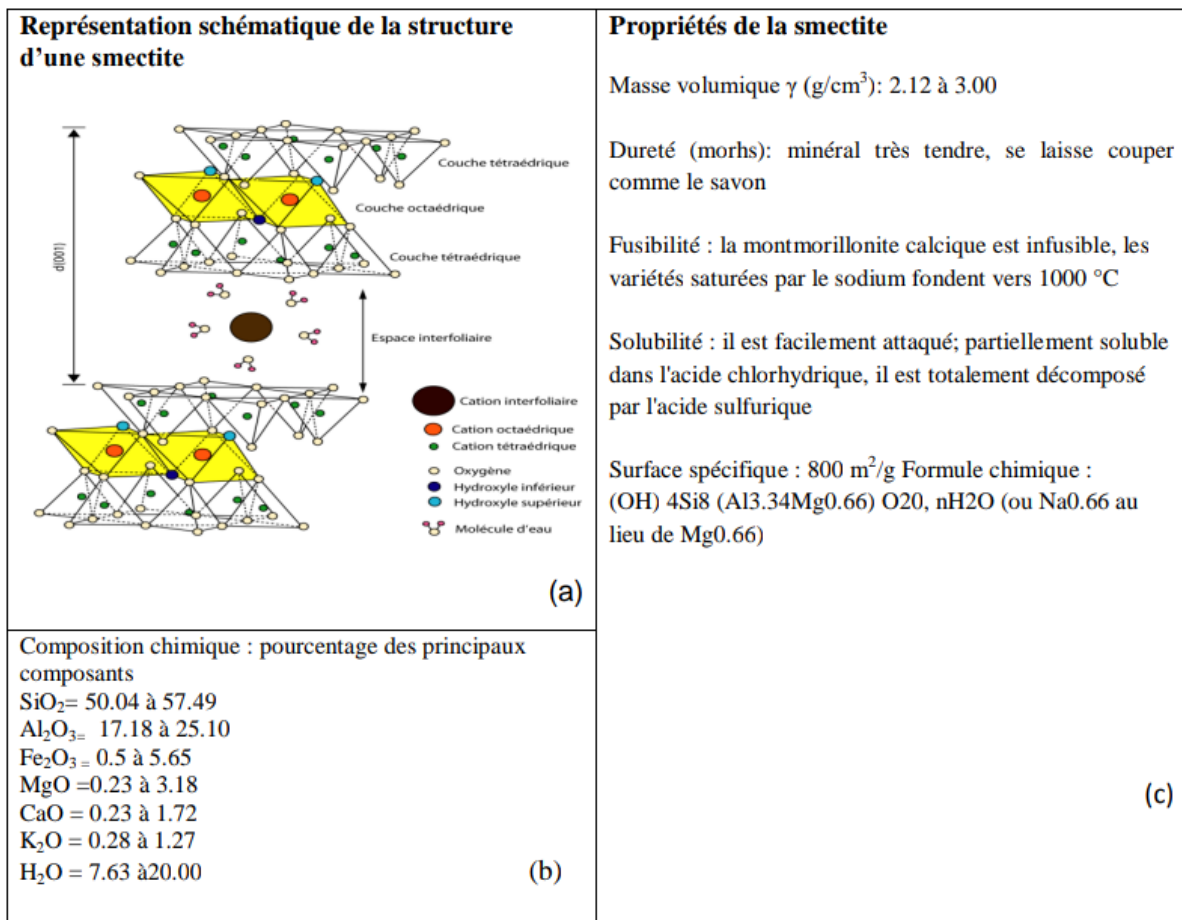 Représentation schématique de la structure
d'une smectite
d(001)
Couche tétraédrique
Couche octaédrique
Couche tétraédrique
Espace interfoliaire
Cation interfoliaire
Cation octaédrique
Cation tétraédrique
Oxygène
Hydroxyle inférieur
Hydroxyle supérieur
Molécule d'eau
(a)
Composition chimique : pourcentage des principaux
composants
SiO₂= 50.04 à 57.49
Al₂O₃₌ 17.18 à 25.10
Fe₂O₃ ₌ 0.5 à 5.65
MgO =0.23 à 3.18
CaO = 0.23 à 1.72
K₂O = 0.28 à 1.27
H₂O = 7.63 à20.00
(b)
Propriétés de la smectite
Masse volumique γ (g/cm³): 2.12 à 3.00
Dureté (morhs): minéral très tendre, se laisse couper
comme le savon
Fusibilité : la montmorillonite calcique est infusible, les
variétés saturées par le sodium fondent vers 1000 °C
Solubilité : il est facilement attaqué; partiellement soluble
dans l'acide chlorhydrique, il est totalement décomposé
par l'acide sulfurique
Surface spécifique : 800 m²/g Formule chimique :
(OH) 4Si8 (Al3.34Mg0.66) O20, nH2O (ou Na0.66 au
lieu de Mg0.66)
(c)